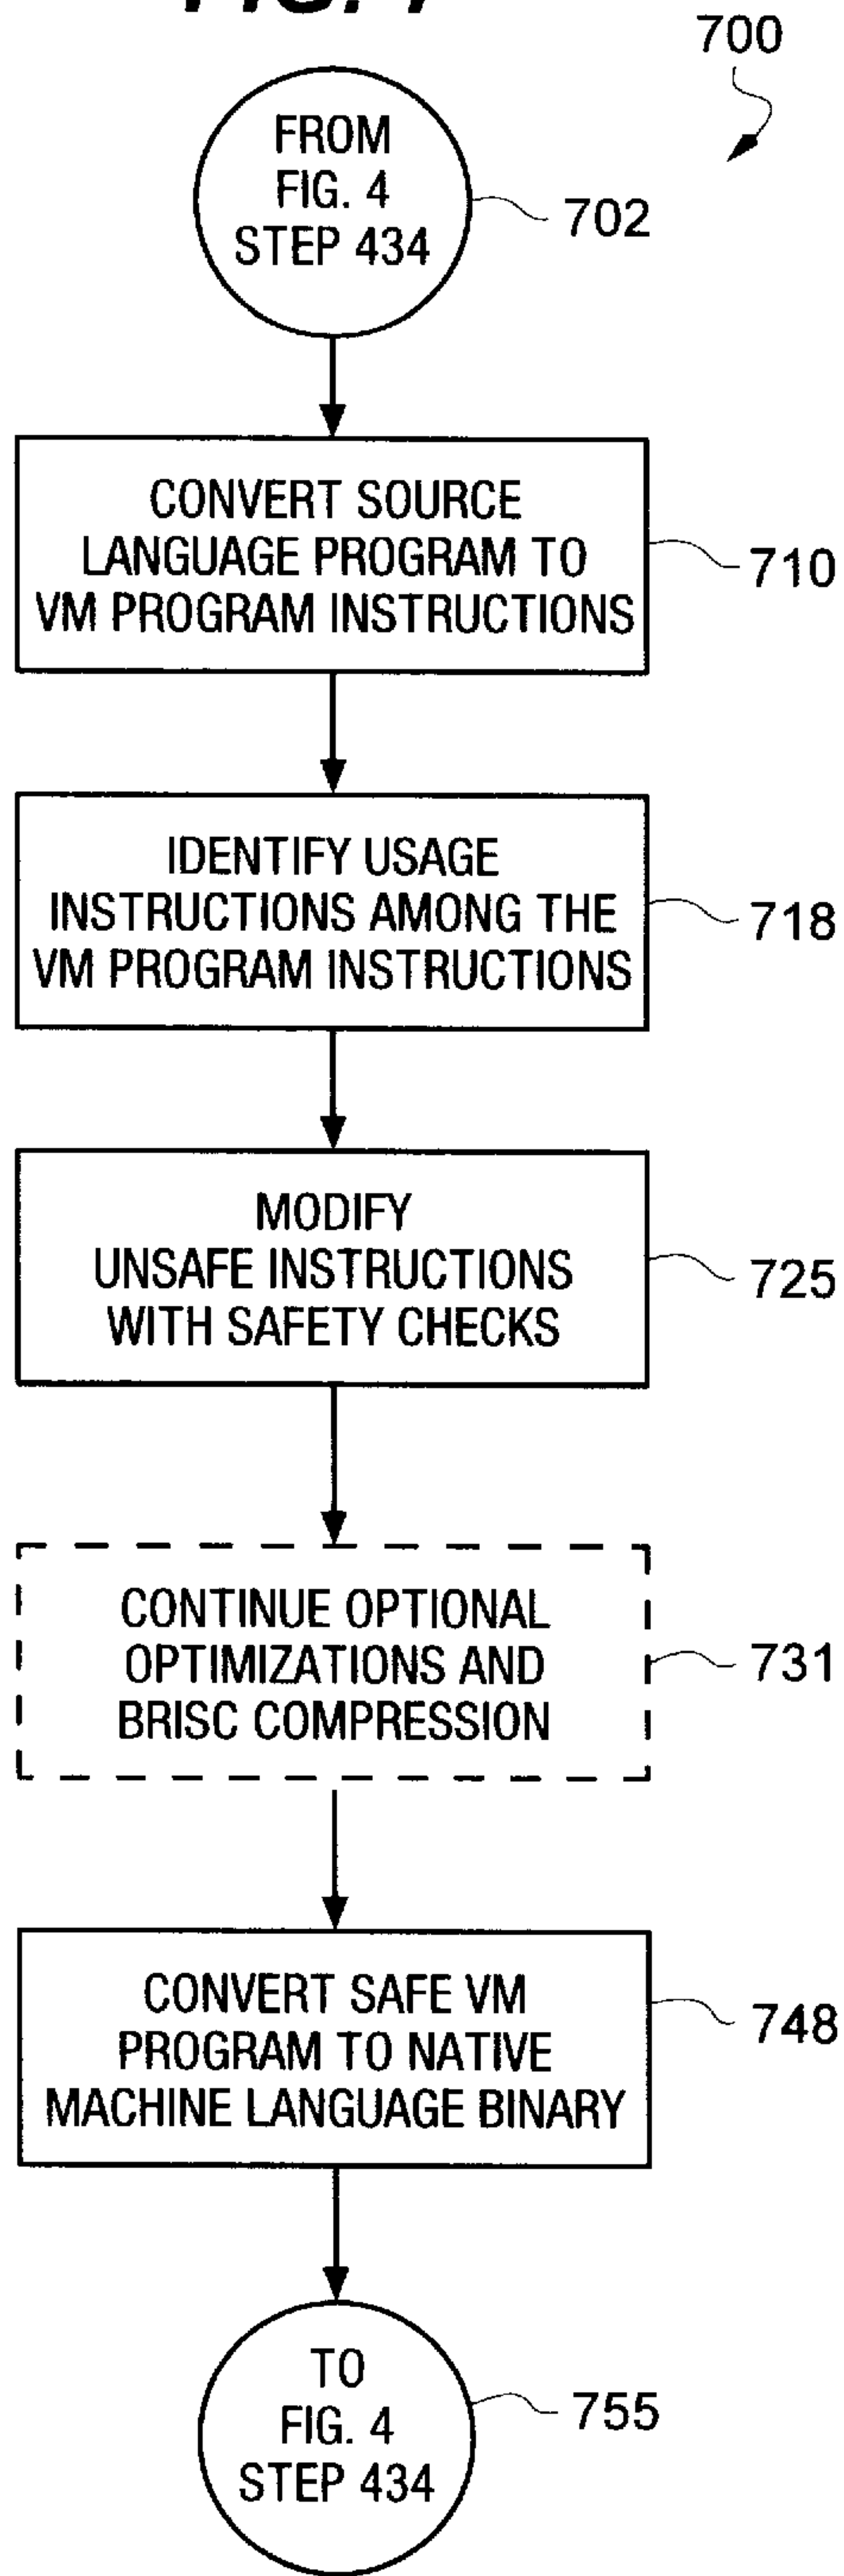 FIG. 7
700
FROM
FIG. 4
STEP 434
702
CONVERT SOURCE
LANGUAGE PROGRAM TO
VM PROGRAM INSTRUCTIONS
710
IDENTIFY USAGE
INSTRUCTIONS AMONG THE
VM PROGRAM INSTRUCTIONS
718
MODIFY
UNSAFE INSTRUCTIONS
WITH SAFETY CHECKS
725
CONTINUE OPTIONAL
OPTIMIZATIONS AND
BRISC COMPRESSION
731
CONVERT SAFE VM
PROGRAM TO NATIVE
MACHINE LANGUAGE BINARY
748
TO
FIG. 4
STEP 434
755